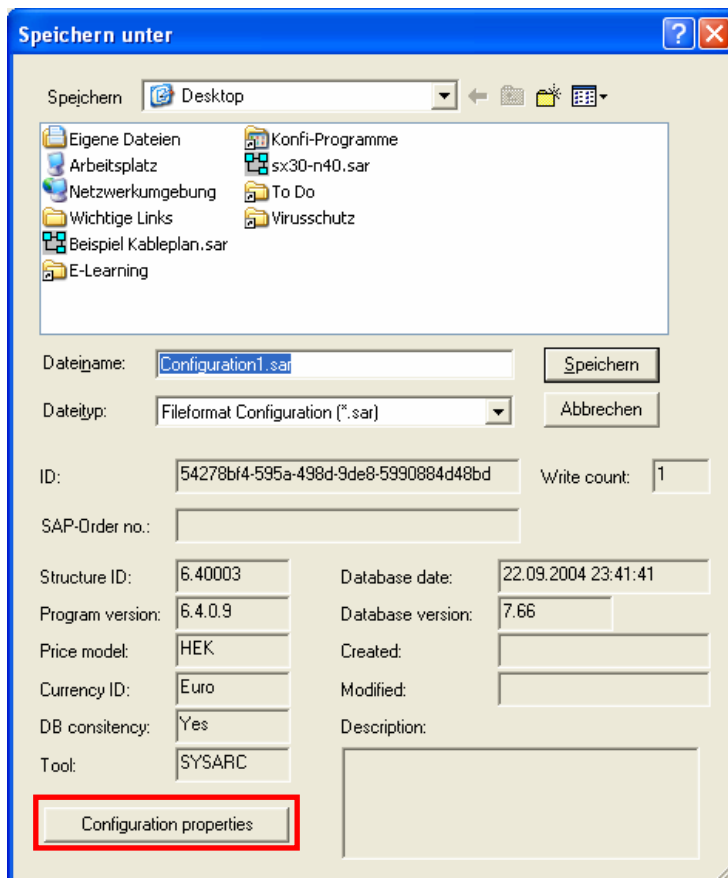 Speichern unter
Speichern Desktop
Eigene Dateien
Arbeitsplatz
Netzwerkumgebung
Wichtige Links
Beispiel Kableplan.sar
E-Learning
Konfi-Programme
sx30-n40.sar
To Do
Virusschutz
Dateiname: Configuration1.sar Speichern
Dateityp: Fileformat Configuration (*.sar) Abbrechen
ID: 54278bf4-595a-498d-9de8-5990884d48bd Write count: 1
SAP-Order no.:
Structure ID: 6.40003 Database date: 22.09.2004 23:41:41
Program version: 6.4.0.9 Database version: 7.66
Price model: HEK Created:
Currency ID: Euro Modified:
DB consitency: Yes Description:
Tool: SYSARC
Configuration properties